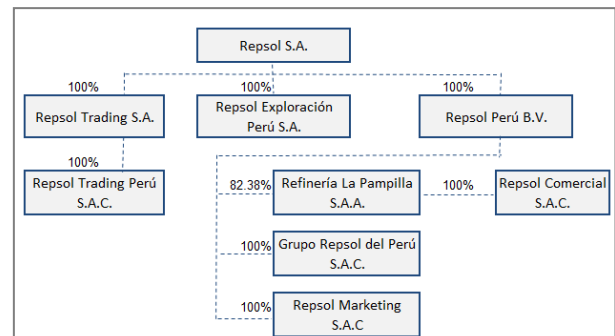 Repsol S.A.
100%
100%
100%
Repsol Trading S.A.
Repsol Exploración
Perú S.A.
Repsol Perú B.V.
100%
Repsol Trading Perú
S.A.C.
82.38%
Refinería La Pampilla
S.A.A.
100%
Repsol Comercial
S.A.C.
100%
Grupo Repsol del Perú
S.A.C.
100%
Repsol Marketing
S.A.C